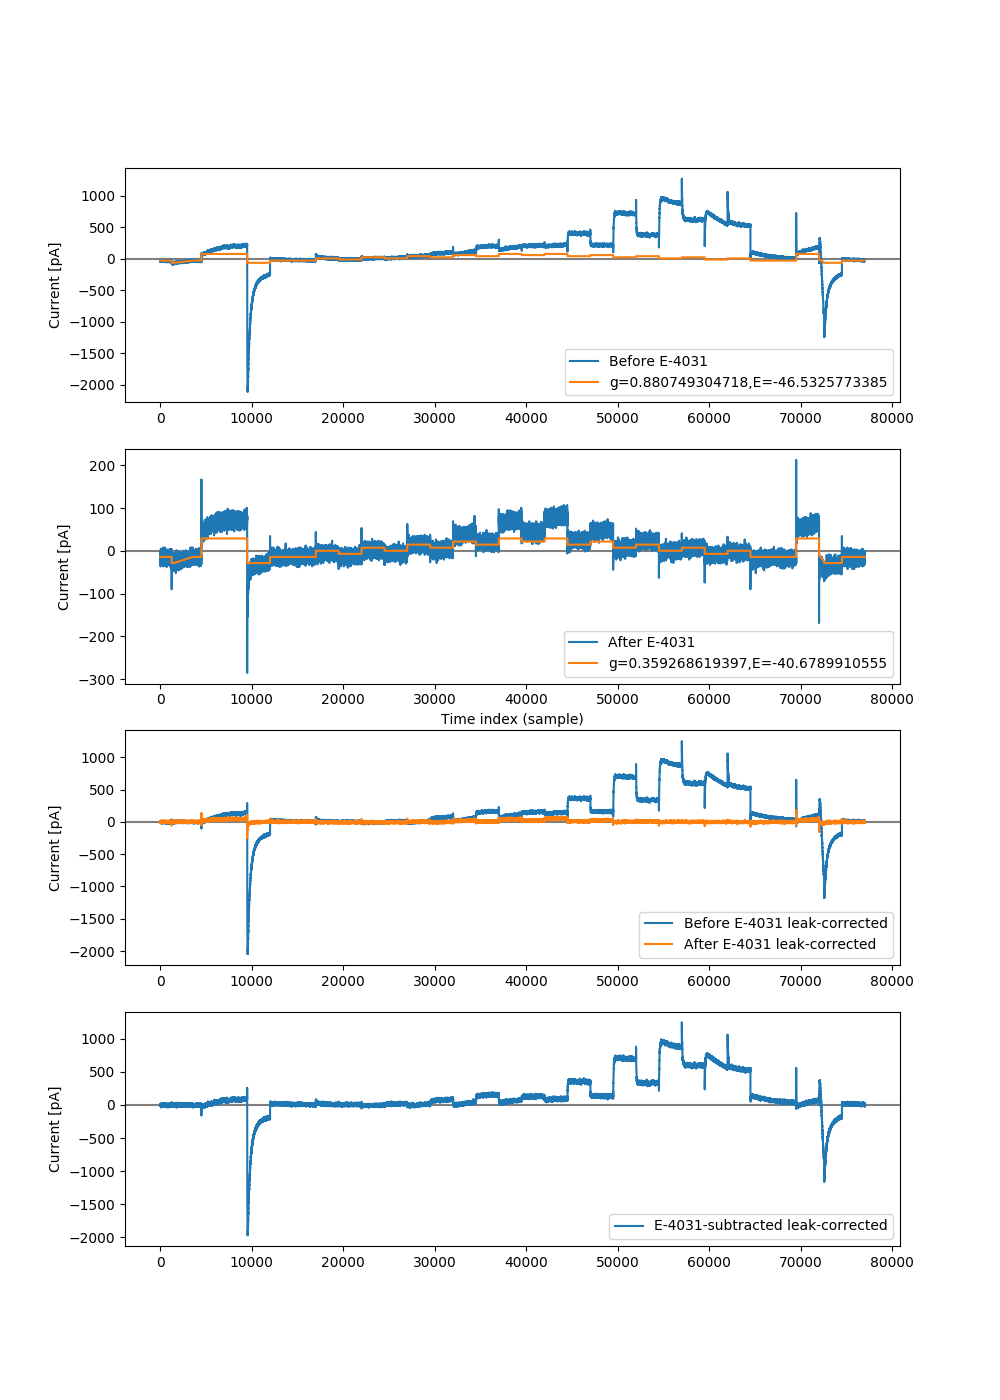 1000
500
0
−500
−1000
−1500
−2000
Current [pA]
Before E-4031
g=0.880749304718,E=-46.5325773385
0 10000 20000 30000 40000 50000 60000 70000 80000
200
100
0
−100
−200
−300
Current [pA]
After E-4031
g=0.359268619397,E=-40.6789910555
0 10000 20000 30000 40000 50000 60000 70000 80000
Time index (sample)
1000
500
0
−500
−1000
−1500
−2000
Current [pA]
Before E-4031 leak-corrected
After E-4031 leak-corrected
0 10000 20000 30000 40000 50000 60000 70000 80000
1000
500
0
−500
−1000
−1500
−2000
Current [pA]
E-4031-subtracted leak-corrected
0 10000 20000 30000 40000 50000 60000 70000 80000